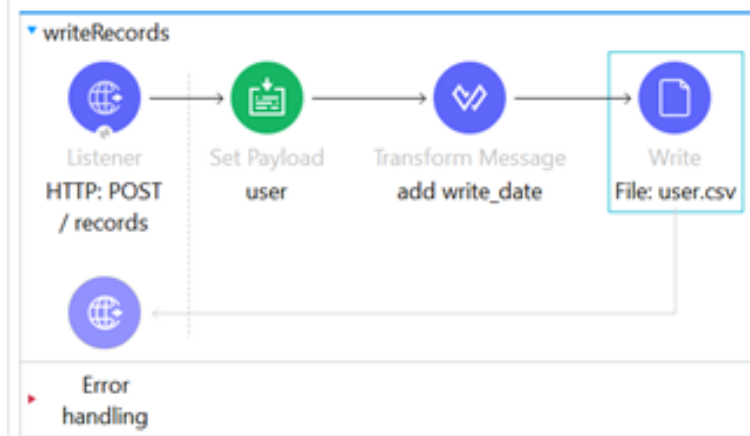 writeRecords
Listener
HTTP: POST
/ records
Set Payload
user
Transform Message
add write_date
Write
File: user.csv
Error
handling